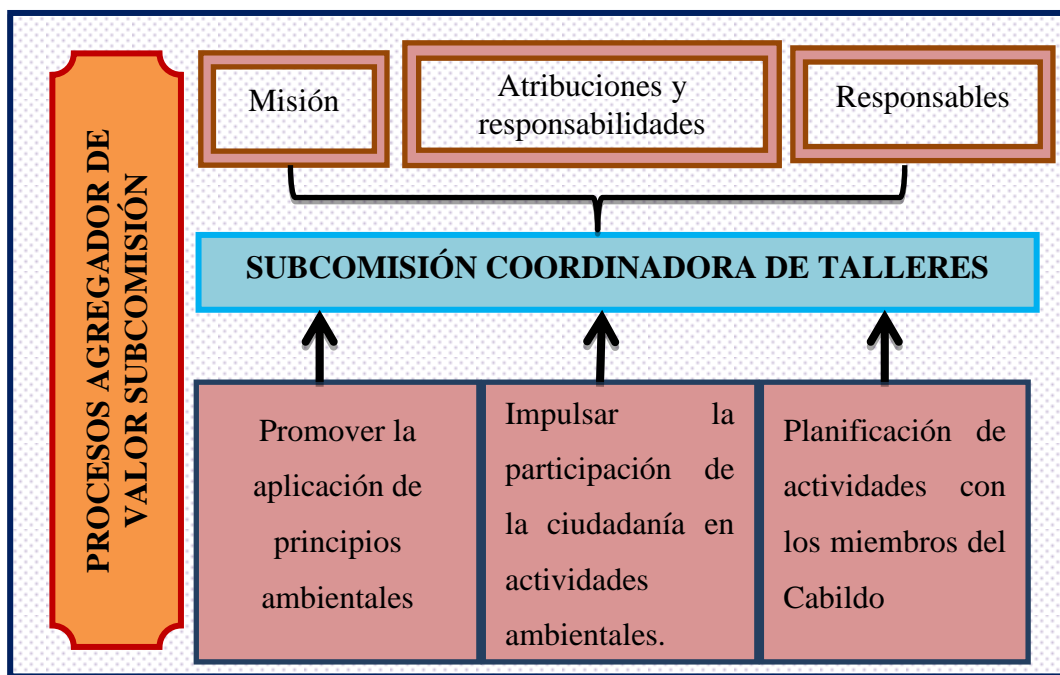 PROCESOS AGREGADOR DE
VALOR SUBCOMISIÓN
Misión
Atribuciones y
responsabilidades
Responsables
SUBCOMISIÓN COORDINADORA DE TALLERES
Promover la
aplicación de
principios
ambientales
Impulsar la
participación de
la ciudadanía en
actividades
ambientales.
Planificación de
actividades con
los miembros del
Cabildo